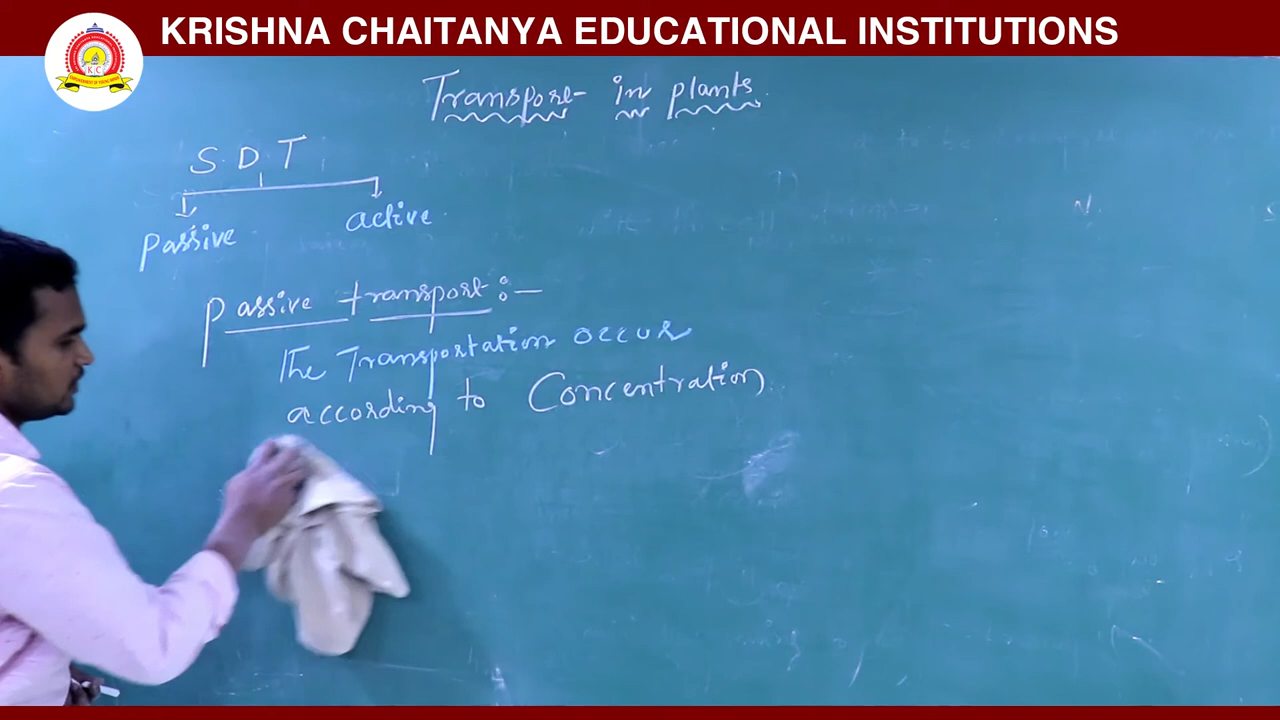 KRISHNA CHAITANYA EDUCATIONAL INSTITUTIONS
K C
Transport in plants
S D T
Passive active
Passive transport :-
The Transportation occur
according to Concentration